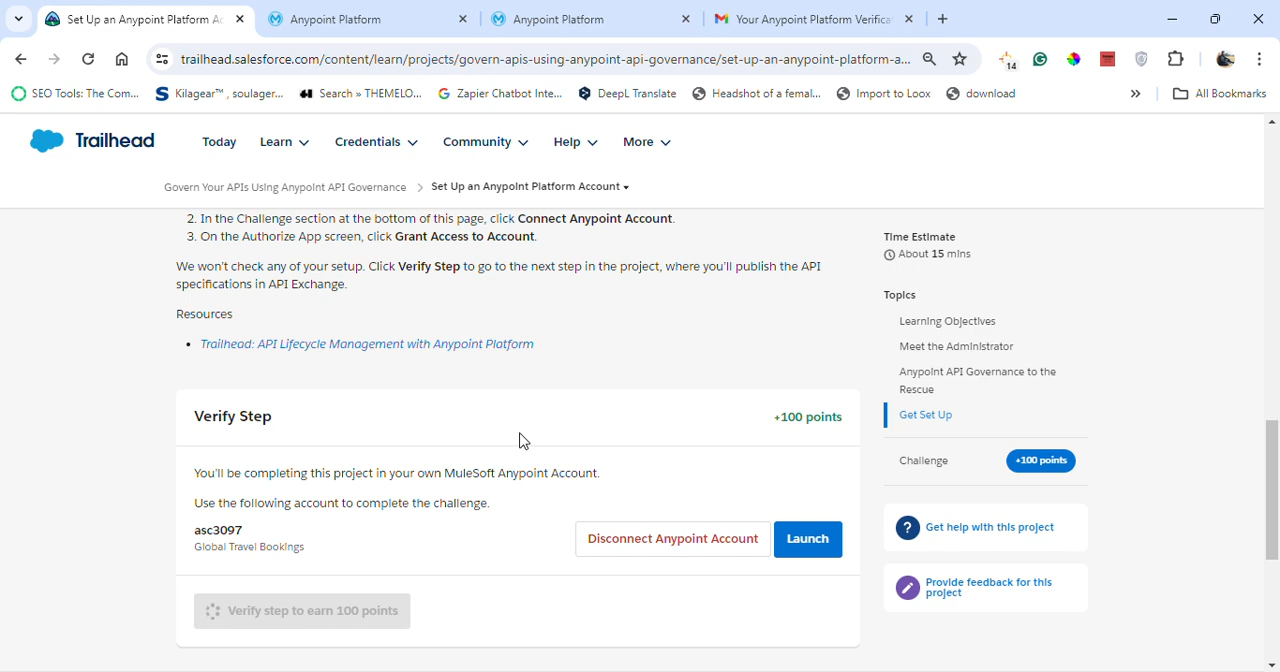 Set Up an Anypoint Platform Ac
Anypoint Platform
Anypoint Platform
Your Anypoint Platform Verifica
trailhead.salesforce.com/content/learn/projects/govern-apis-using-anypoint-api-governance/set-up-an-anypoint-platform-a...
14
SEO Tools: The Com...
Kilagear™ , soulager...
Search » THEMELO...
Zapier Chatbot Inte...
DeepL Translate
Headshot of a femal...
Import to Loox
download
»
All Bookmarks
Trailhead
Today
Learn
Credentials
Community
Help
More
Govern Your APIs Using Anypoint API Governance > Set Up an Anypoint Platform Account
2. In the Challenge section at the bottom of this page, click Connect Anypoint Account.
3. On the Authorize App screen, click Grant Access to Account.
We won't check any of your setup. Click Verify Step to go to the next step in the project, where you'll publish the API
specifications in API Exchange.
Resources
• Trailhead: API Lifecycle Management with Anypoint Platform
Verify Step
+100 points
You'll be completing this project in your own MuleSoft Anypoint Account.
Use the following account to complete the challenge.
asc3097
Global Travel Bookings
Disconnect Anypoint Account
Launch
Verify step to earn 100 points
Time Estimate
About 15 mins
Topics
Learning Objectives
Meet the Administrator
Anypoint API Governance to the
Rescue
Get Set Up
Challenge
+100 points
? Get help with this project
Provide feedback for this
project